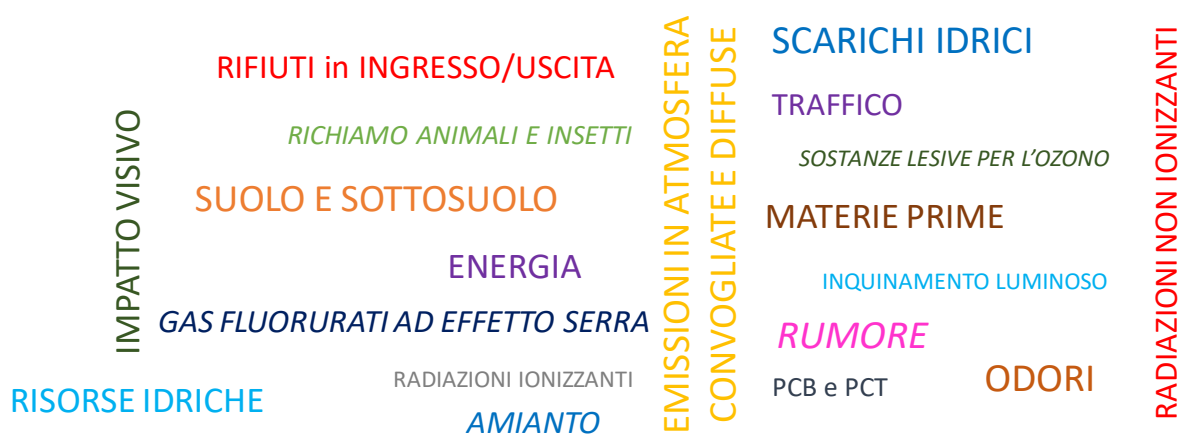 IMPATTO VISIVO
RIFIUTI in INGRESSO/USCITA
RICHIAMO ANIMALI E INSETTI
SUOLO E SOTTOSUOLO
ENERGIA
GAS FLUORURATI AD EFFETTO SERRA
RADIAZIONI IONIZZANTI
RISORSE IDRICHE
AMIANTO
EMISSIONI IN ATMOSFERA
CONVOGLIATE E DIFFUSE
SCARICHI IDRICI
TRAFFICO
SOSTANZE LESIVE PER L'OZONO
MATERIE PRIME
INQUINAMENTO LUMINOSO
RUMORE
PCB e PCT
ODORI
RADIAZIONI NON IONIZZANTI